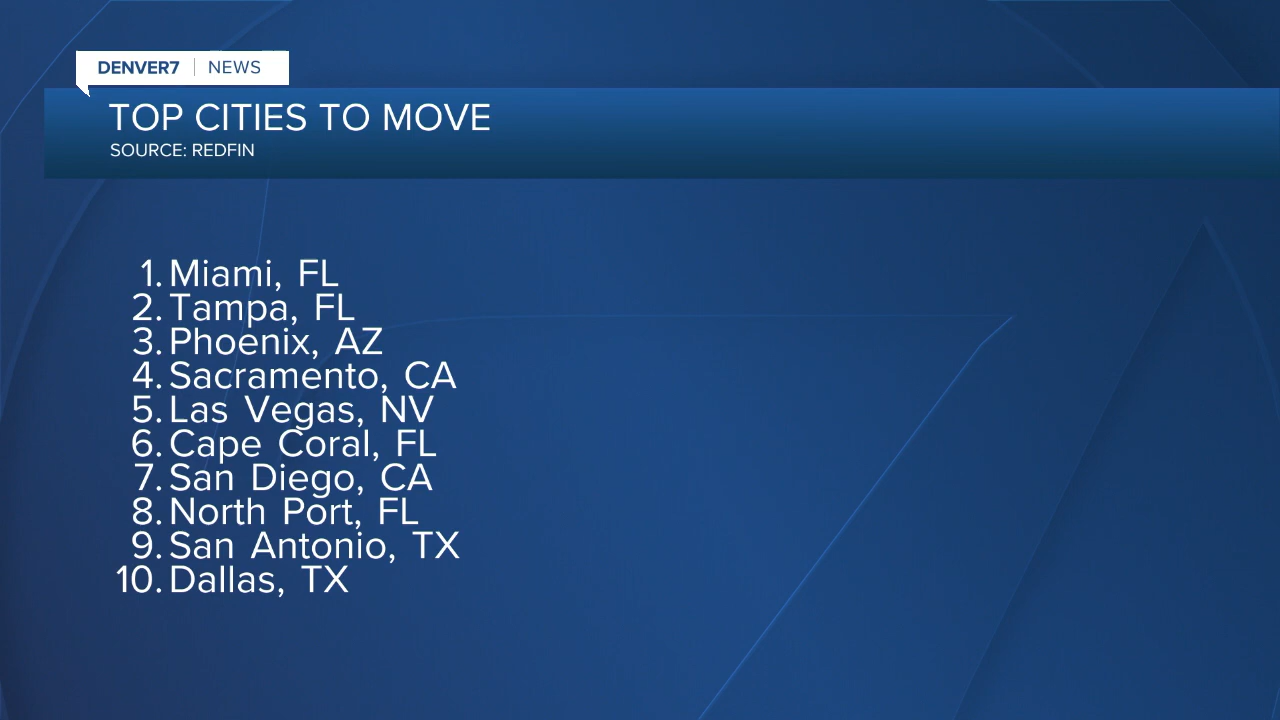 DENVER7 | NEWS
TOP CITIES TO MOVE
SOURCE: REDFIN
1. Miami, FL
2. Tampa, FL
3. Phoenix, AZ
4. Sacramento, CA
5. Las Vegas, NV
6. Cape Coral, FL
7. San Diego, CA
8. North Port, FL
9. San Antonio, TX
10. Dallas, TX